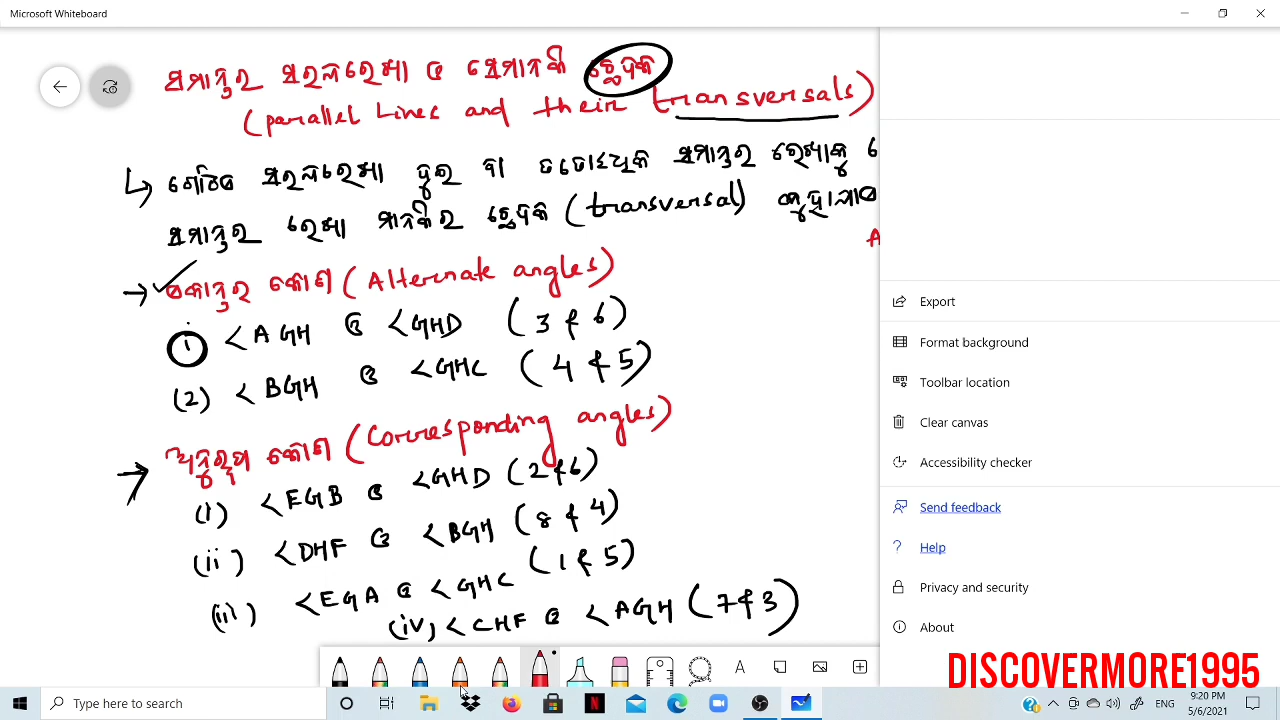 Microsoft Whiteboard
ସମାନ୍ତର ସରଳରେଖା ଓ ସେମାନଙ୍କ ଛେଦକ
(parallel Lines and their transversals)
ଗୋଟିଏ ସରଳରେଖା ଦୁଇ ବା ତତୋଧିକ ସମାନ୍ତର ରେଖାକୁ
ସମାନ୍ତର ରେଖା ମାନଙ୍କର ଛେଦକ (transversal)
A
ଏକାନ୍ତର କୋଣ (Alternate angles)
i <AGH ଓ <GHD (3 & 6)
(2) <BGH ଓ <GHC (4 & 5)
ଅନୁରୂପ କୋଣ (Corresponding angles)
(i) <EGB ଓ <GHD (2 & 6)
(ii) <DHF ଓ <BGH (8 & 4)
(iii) <EGA ଓ <GHC (1 & 5)
(iv) <CHF ଓ <AGH (7 & 3)
Export
Format background
Toolbar location
Clear canvas
Accessibility checker
Send feedback
Help
Privacy and security
About
DISCOVERMORE1995
Type here to search
ENG
9:20 PM
5/6/2021